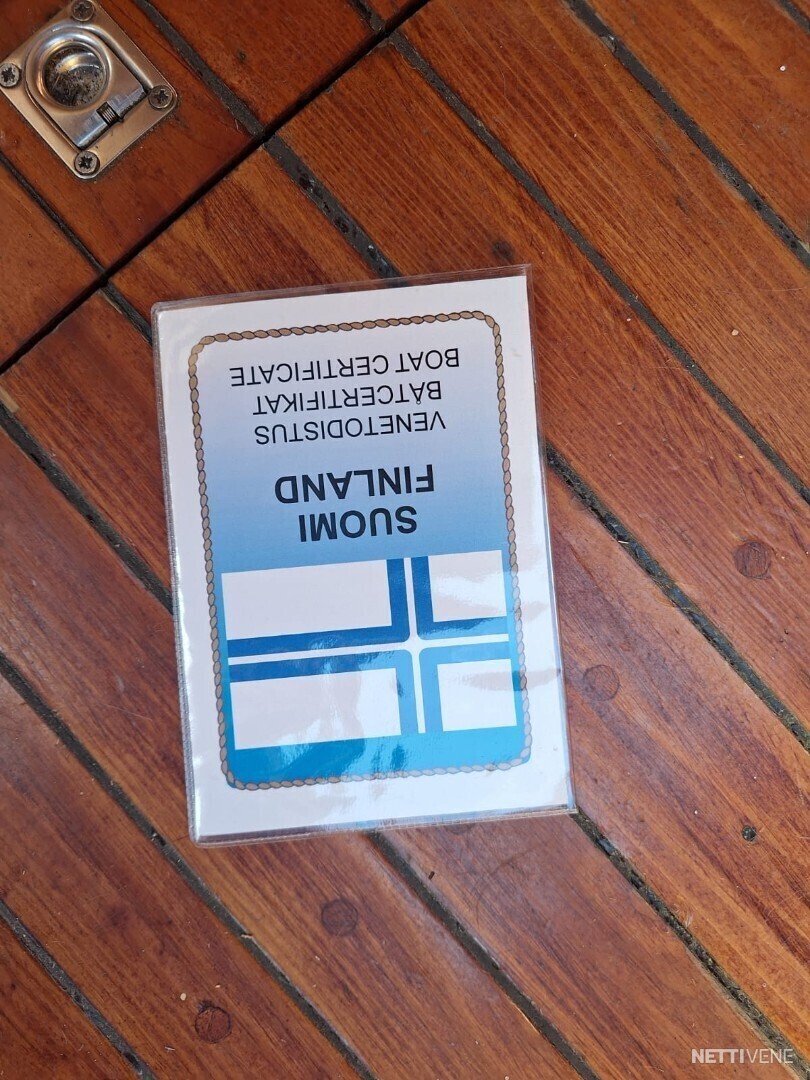 SUOMI
FINLAND
VENETODISTUS
BÅTCERTIFIKAT
BOAT CERTIFICATE
NETTIVENE